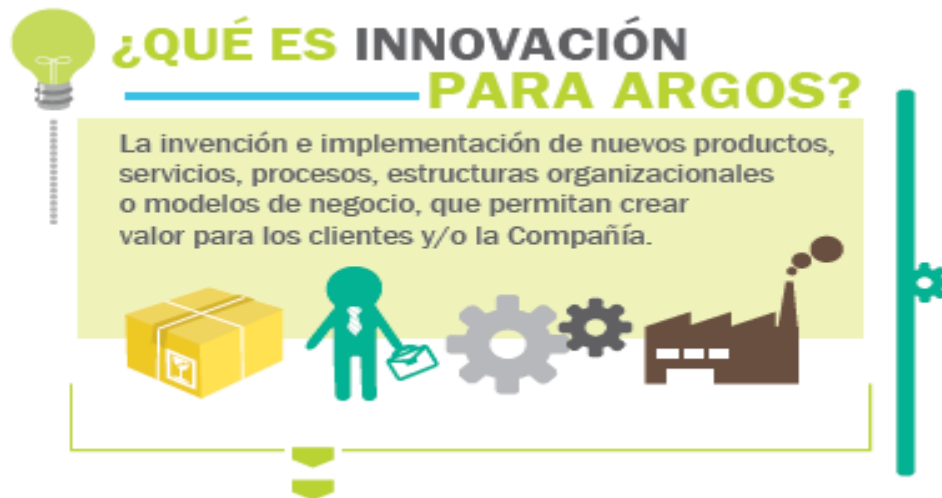 ¿QUÉ ES INNOVACIÓN
PARA ARGOS?
La invención e implementación de nuevos productos,
servicios, procesos, estructuras organizacionales
o modelos de negocio, que permitan crear
valor para los clientes y/o la Compañía.